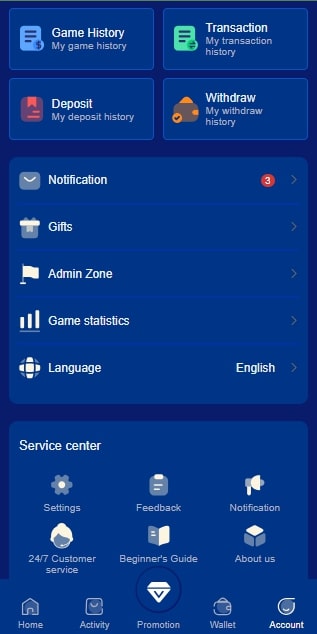 Game History
My game history
Transaction
My transaction
history
Deposit
My deposit history
Withdraw
My withdraw
history
Notification 3
Gifts
Admin Zone
Game statistics
Language English
Service center
Settings Feedback Notification
24/7 Customer
service
Beginner's Guide About us
Home Activity Promotion Wallet Account